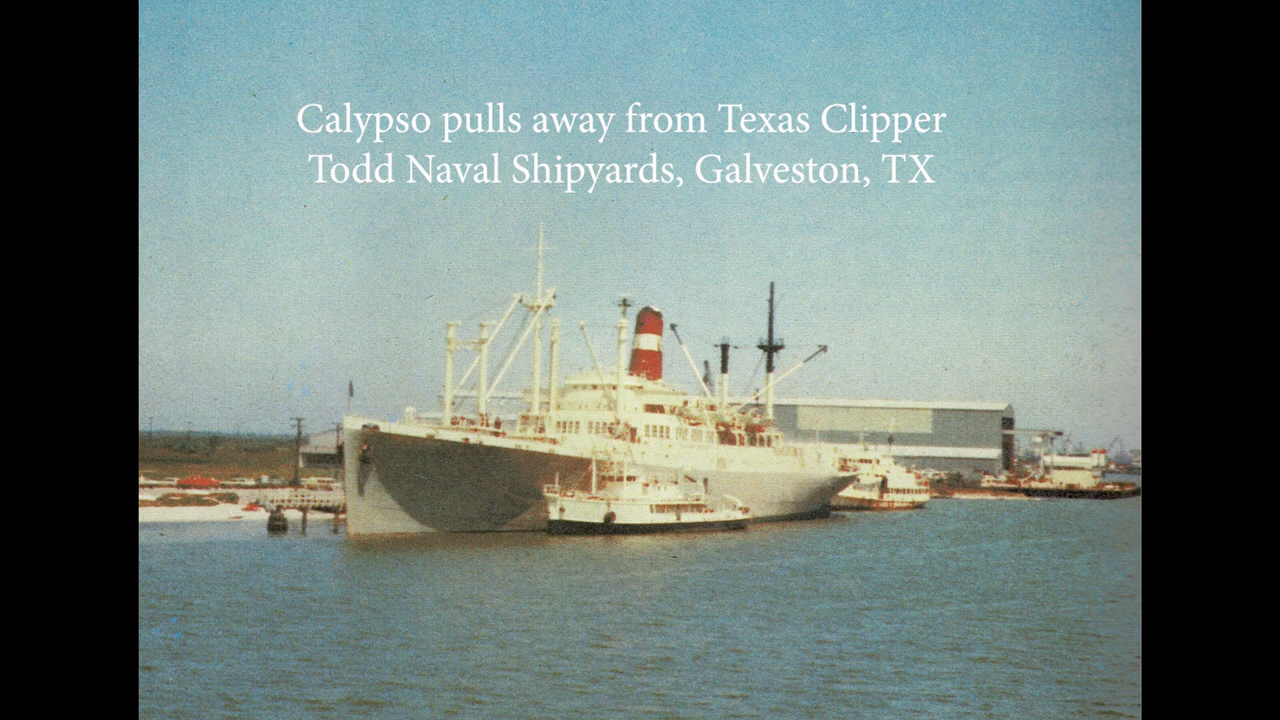 Calypso pulls away from Texas Clipper
Todd Naval Shipyards, Galveston, TX